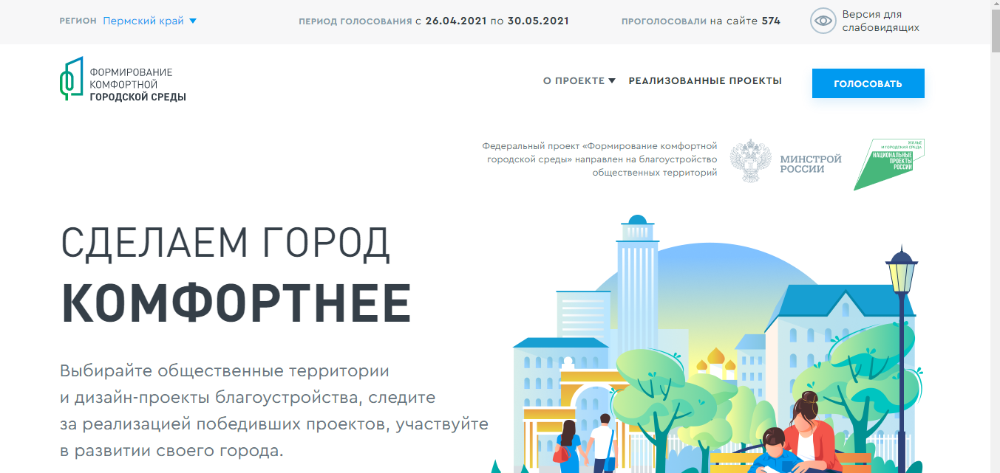 РЕГИОН Пермский край
ПЕРИОД ГОЛОСОВАНИЯ с 26.04.2021 по 30.05.2021
ПРОГОЛОСОВАЛИ на сайте 574
Версия для
слабовидящих
ФОРМИРОВАНИЕ
КОМФОРТНОЙ
ГОРОДСКОЙ СРЕДЫ
О ПРОЕКТЕ
РЕАЛИЗОВАННЫЕ ПРОЕКТЫ
ГОЛОСОВАТЬ
Федеральный проект «Формирование комфортной
городской среды» направлен на благоустройство
общественных территорий
МИНСТРОЙ
РОССИИ
ЖИЛЬЕ
И ГОРОДСКАЯ СРЕДА
НАЦИОНАЛЬНЫЕ
ПРОЕКТЫ
РОССИИ
СДЕЛАЕМ ГОРОД
КОМФОРТНЕЕ
Выбирайте общественные территории
и дизайн-проекты благоустройства, следите
за реализацией победивших проектов, участвуйте
в развитии своего города.